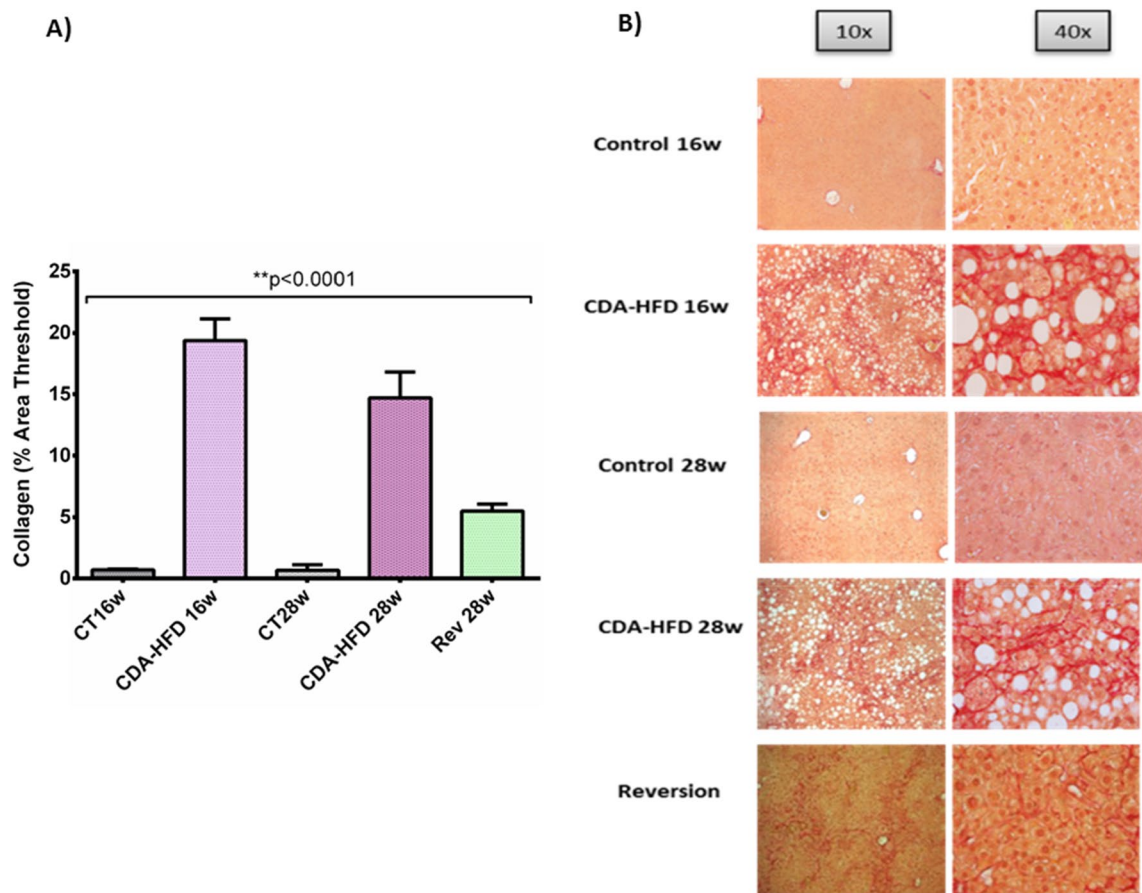 A)
**p<0.0001
Collagen (% Area Threshold)
25
20
15
10
5
0
CT16w
CDA-HFD 16w
CT28w
CDA-HFD 28w
Rev 28w
B)
10x
40x
Control 16w
CDA-HFD 16w
Control 28w
CDA-HFD 28w
Reversion